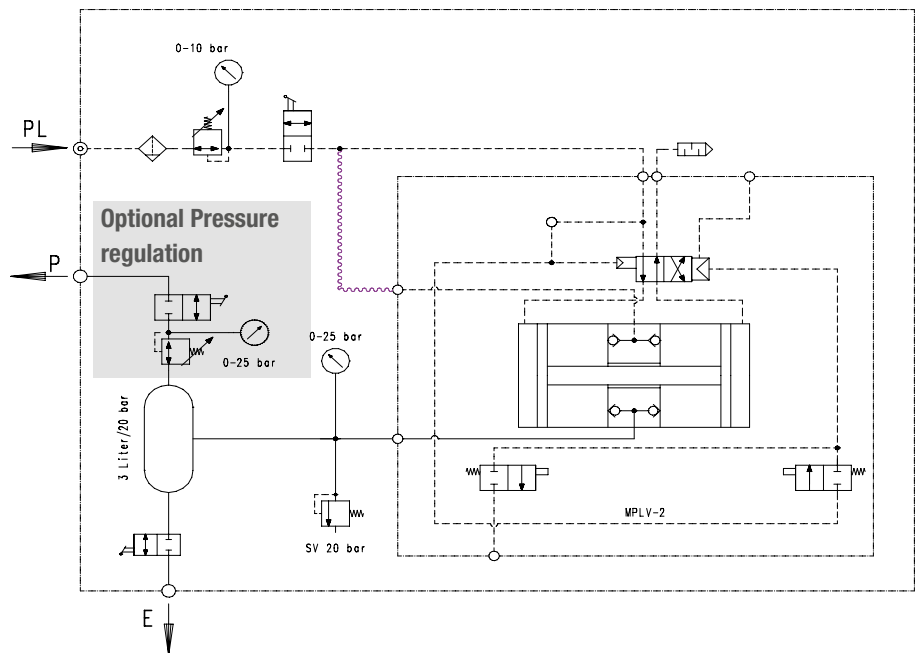 0-10 bar
PL
Optional Pressure
regulation
P
0-25 bar
0-25 bar
3 Liter/20 bar
MPLV-2
SV 20 bar
E